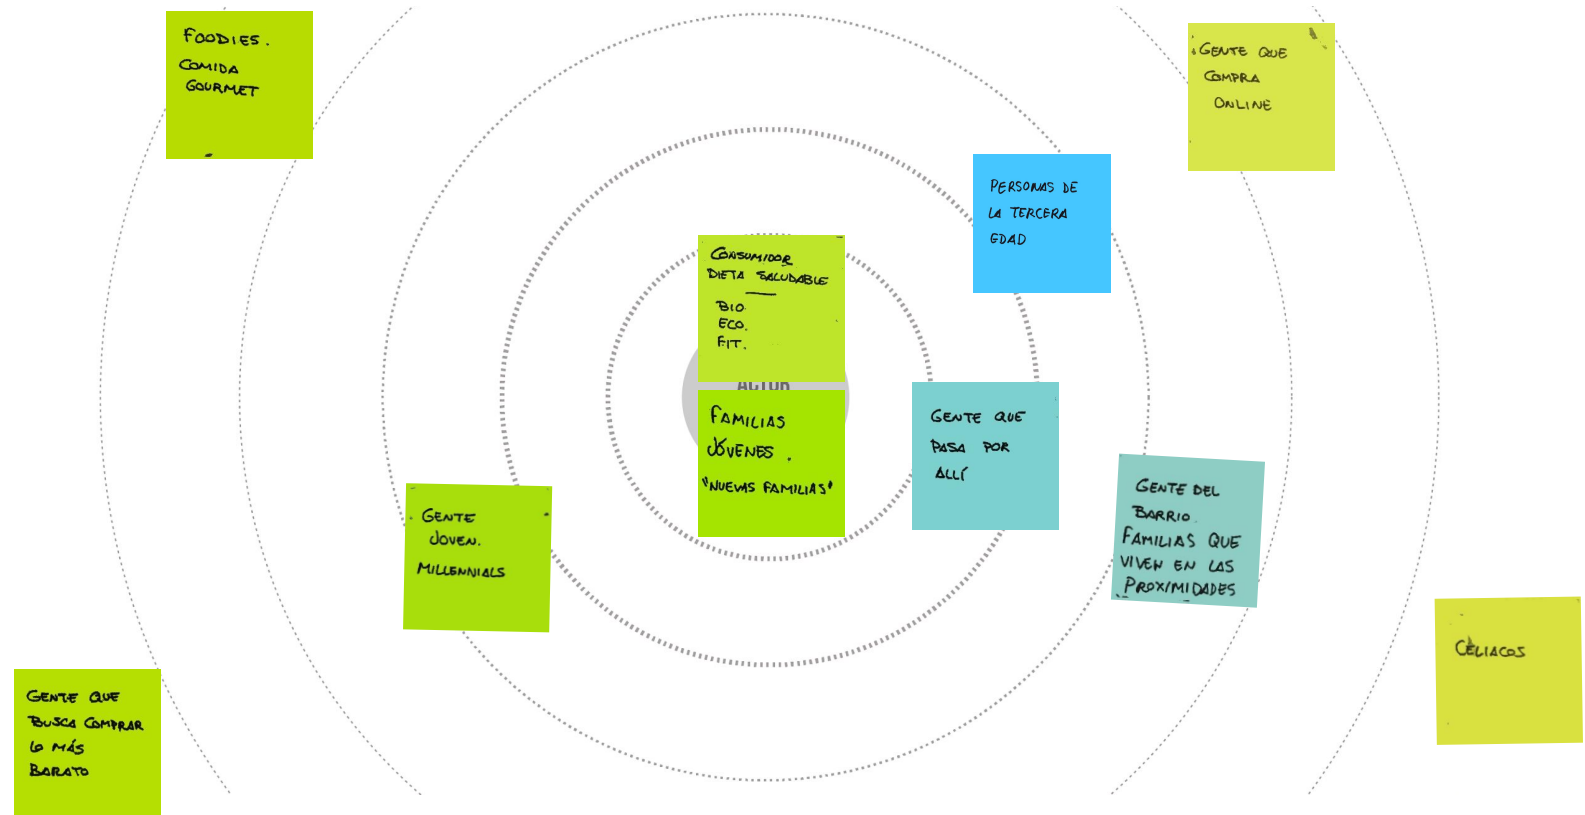 FOODIES.
COMIDA
GOURMET
GENTE QUE
COMPRA
ONLINE
PERSONAS DE
LA TERCERA
EDAD
CONSUMIDOR
DIETA SALUDABLE
BIO.
ECO.
FIT.
ACTOR
FAMILIAS
JÓVENES.
"NUEVAS FAMILIAS"
GENTE QUE
PASA POR
ALLÍ
GENTE
JOVEN.
MILLENNIALS
GENTE DEL
BARRIO.
FAMILIAS QUE
VIVEN EN LAS
PROXIMIDADES
GENTE QUE
BUSCA COMPRAR
LO MÁS
BARATO
CELIACOS